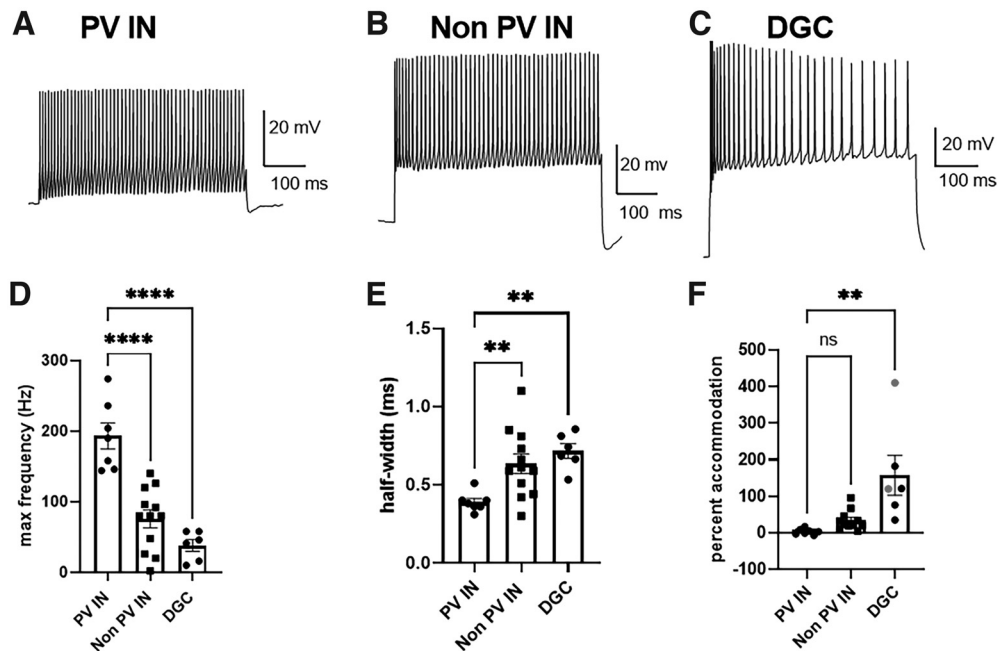 A PV IN
B Non PV IN
C DGC
20 mV
100 ms
20 mv
100 ms
20 mV
100 ms
D
****
****
max frequency (Hz)
300
200
100
0
PV IN
Non PV IN
DGC
E
**
**
half-width (ms)
1.5
1.0
0.5
0.0
PV IN
Non PV IN
DGC
F
**
ns
percent accommodation
500
400
300
200
100
0
-100
PV IN
Non PV IN
DGC